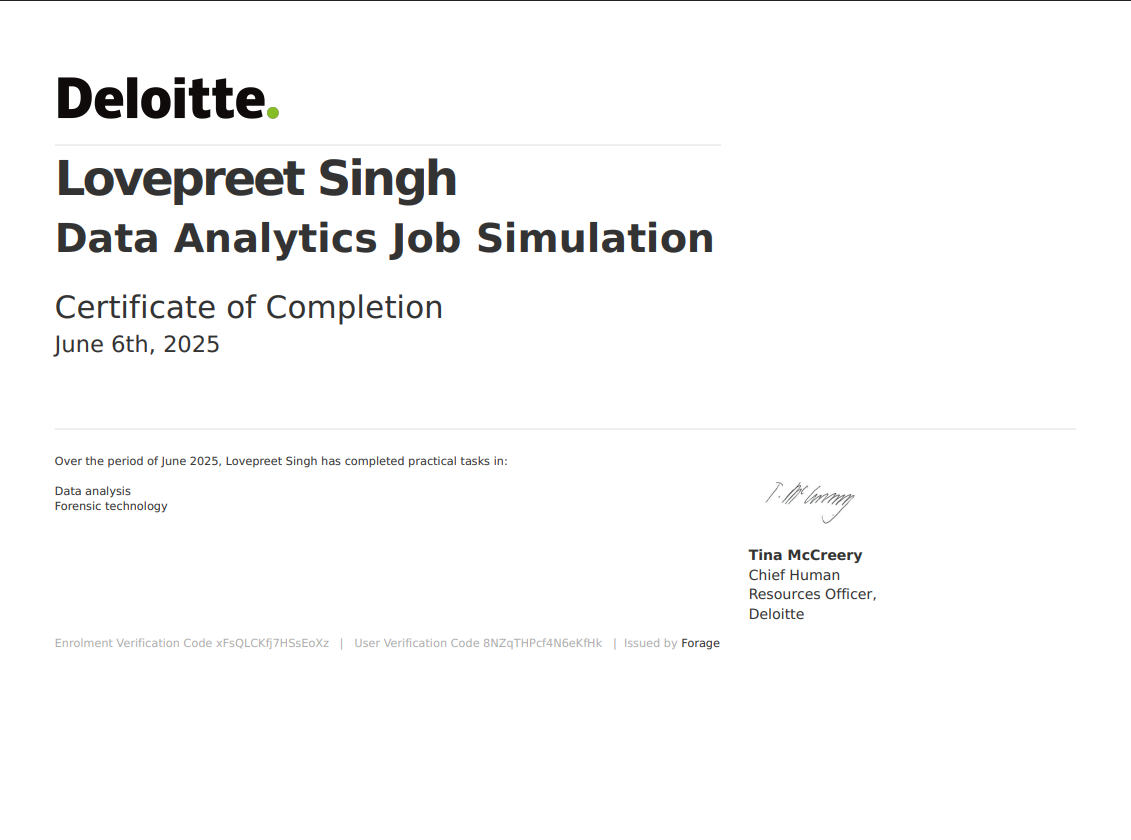 Deloitte.
Lovepreet Singh
Data Analytics Job Simulation
Certificate of Completion
June 6th, 2025
Over the period of June 2025, Lovepreet Singh has completed practical tasks in:
Data analysis
Forensic technology
T. McCreery
Tina McCreery
Chief Human
Resources Officer,
Deloitte
Enrolment Verification Code xFsQLCKfj7HSsEoXz | User Verification Code 8NZqTHPcf4N6eKfHk | Issued by Forage